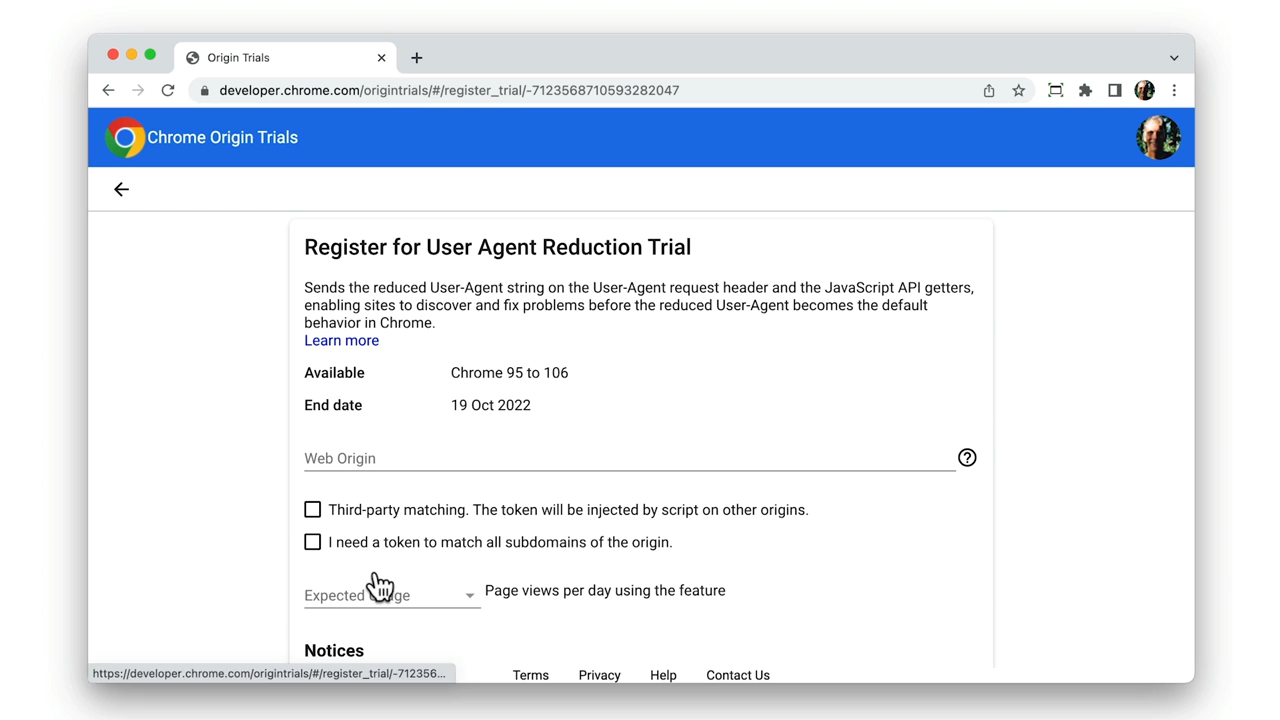 Origin Trials
developer.chrome.com/origintrials/#/register_trial/-7123568710593282047
Chrome Origin Trials
Register for User Agent Reduction Trial
Sends the reduced User-Agent string on the User-Agent request header and the JavaScript API getters,
enabling sites to discover and fix problems before the reduced User-Agent becomes the default
behavior in Chrome.
Learn more
Available Chrome 95 to 106
End date 19 Oct 2022
Web Origin
Third-party matching. The token will be injected by script on other origins.
I need a token to match all subdomains of the origin.
Expected Page views per day using the feature
Notices
https://developer.chrome.com/origintrials/#/register_trial/-712356...
Terms Privacy Help Contact Us